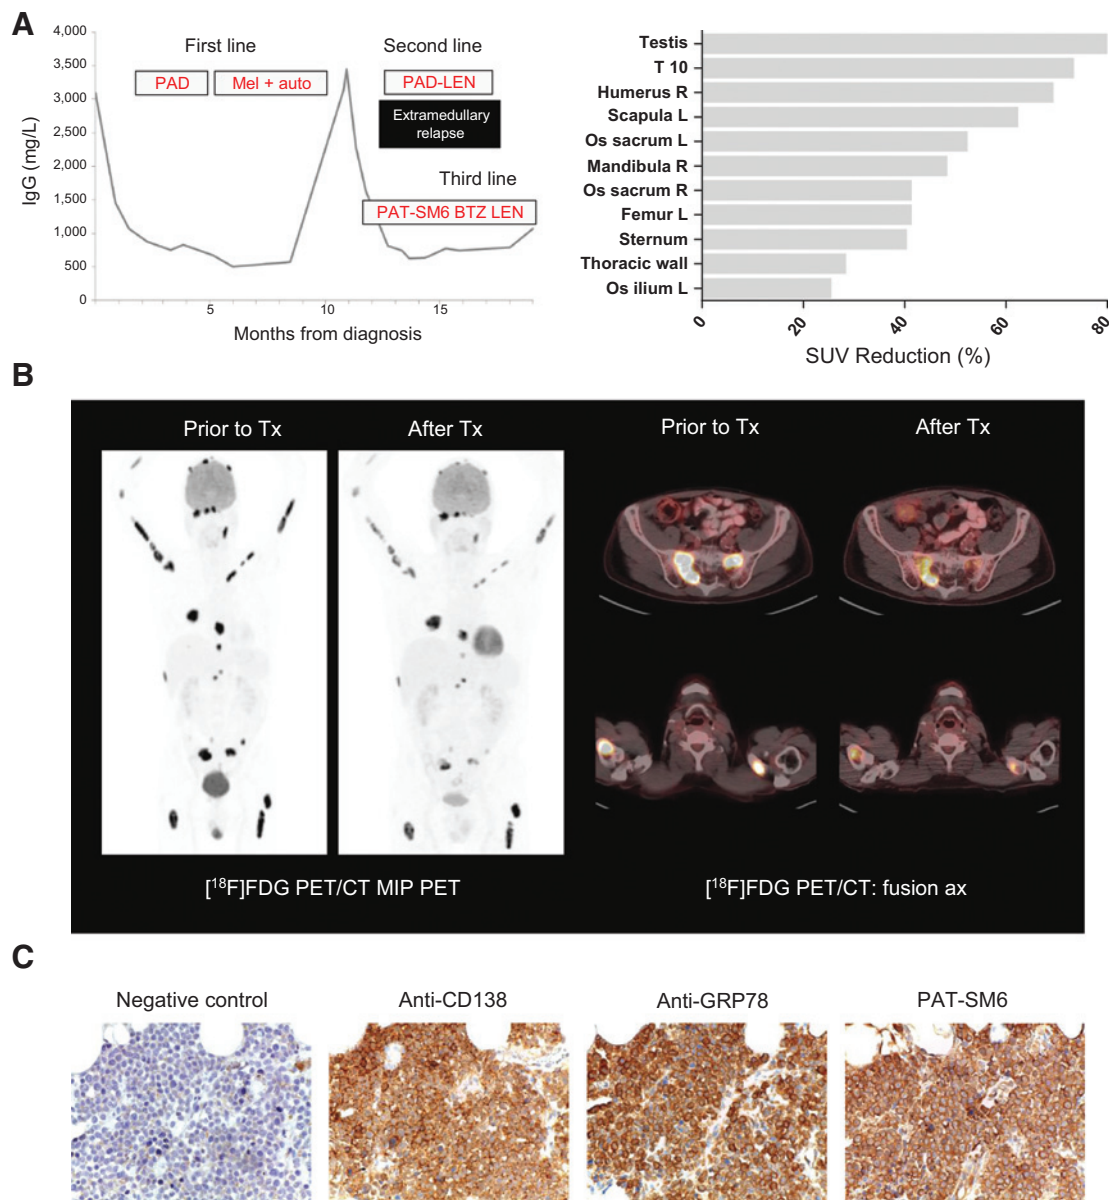 A
4,000
3,500
3,000
2,500
2,000
1,500
1,000
500
0
IgG (mg/L)
First line
Second line
PAD
Mel + auto
PAD-LEN
Extramedullary
relapse
Third line
PAT-SM6 BTZ LEN
5
10
15
Months from diagnosis
Testis
T 10
Humerus R
Scapula L
Os sacrum L
Mandibula R
Os sacrum R
Femur L
Sternum
Thoracic wall
Os ilium L
0
20
40
60
80
SUV Reduction (%)
B
Prior to Tx
After Tx
Prior to Tx
After Tx
[¹⁸F]FDG PET/CT MIP PET
[¹⁸F]FDG PET/CT: fusion ax
C
Negative control
Anti-CD138
Anti-GRP78
PAT-SM6